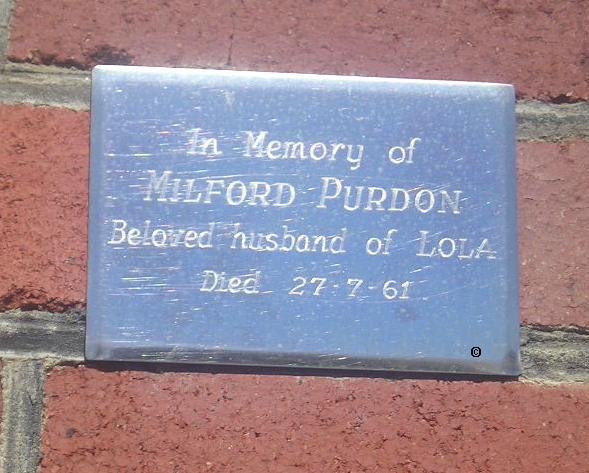 In Memory of
MILFORD PURDON
Beloved husband of LOLA
Died 27-7-61
©